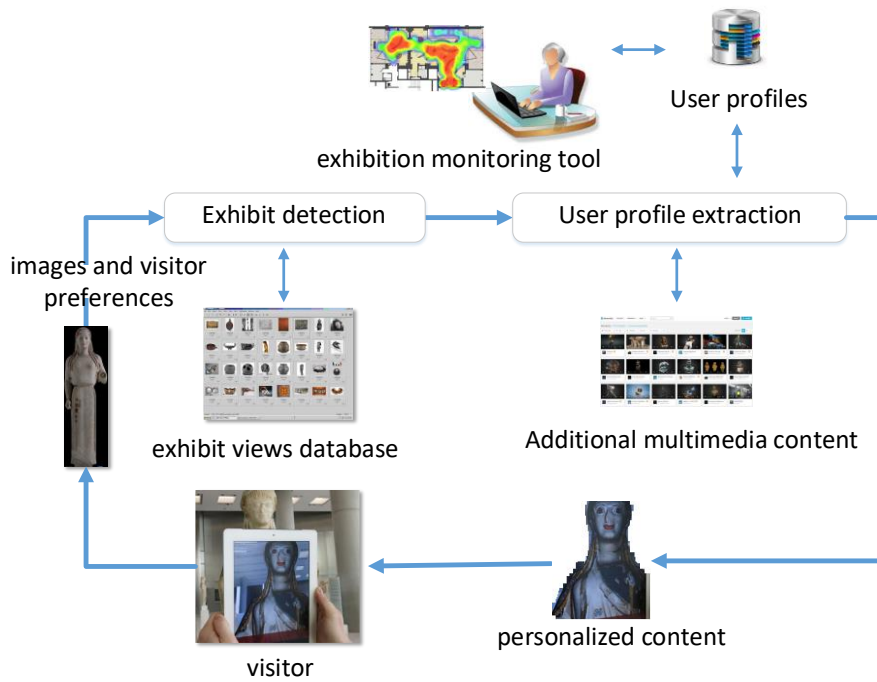 User profiles
exhibition monitoring tool
Exhibit detection
User profile extraction
images and visitor
preferences
exhibit views database
Additional multimedia content
personalized content
visitor